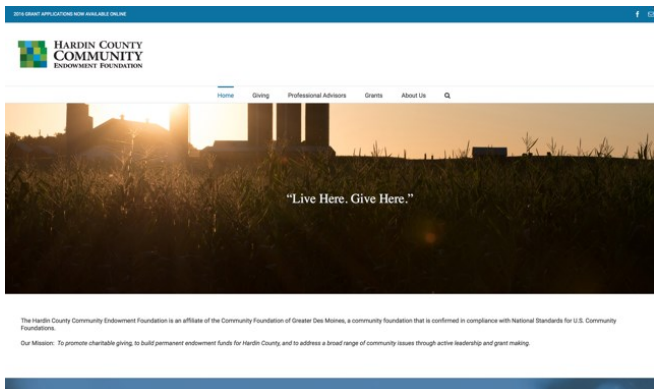 2016 GRANT APPLICATIONS NOW AVAILABLE ONLINE
HARDIN COUNTY
COMMUNITY
ENDOWMENT FOUNDATION
Home Giving Professional Advisors Grants About Us
“Live Here. Give Here.”
The Hardin County Community Endowment Foundation is an affiliate of the Community Foundation of Greater Des Moines, a community foundation that is confirmed in compliance with National Standards for U.S. Community
Foundations.
Our Mission: To promote charitable giving, to build permanent endowment funds for Hardin County, and to address a broad range of community issues through active leadership and grant making.